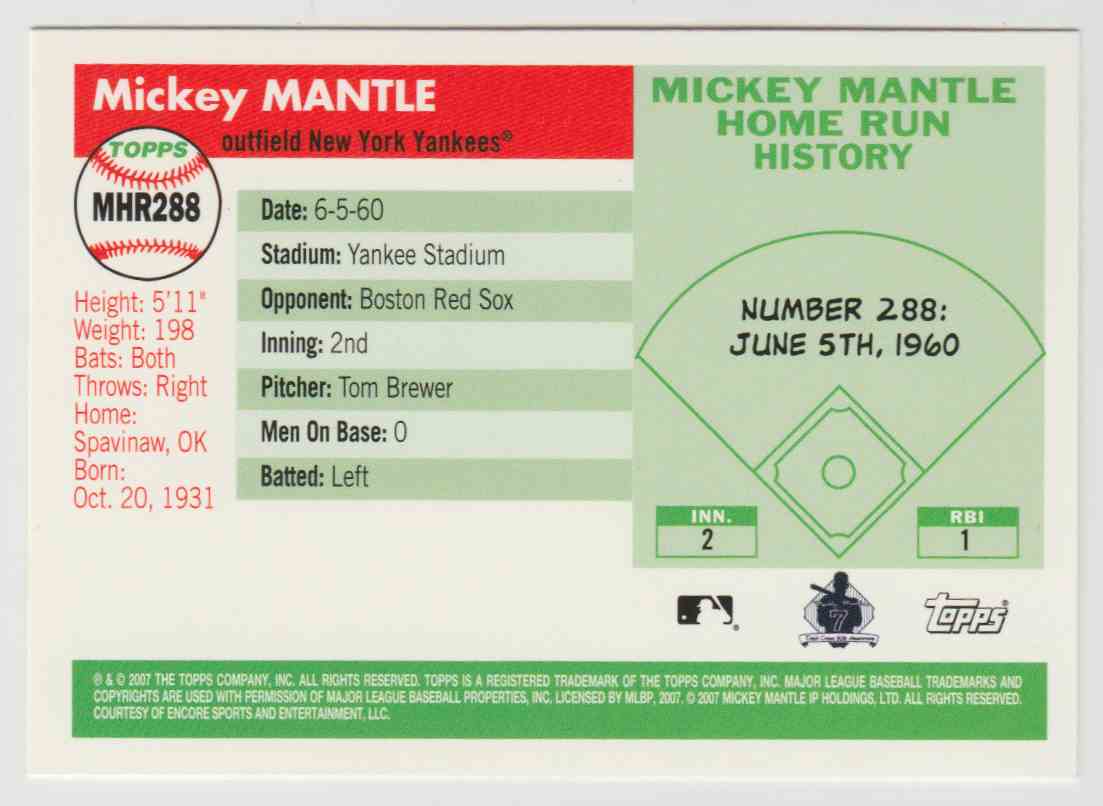 Mickey MANTLE
outfield New York Yankees®
TOPPS
MHR288
Height: 5'11"
Weight: 198
Bats: Both
Throws: Right
Home:
Spavinaw, OK
Born:
Oct. 20, 1931
Date: 6-5-60
Stadium: Yankee Stadium
Opponent: Boston Red Sox
Inning: 2nd
Pitcher: Tom Brewer
Men On Base: 0
Batted: Left
MICKEY MANTLE
HOME RUN
HISTORY
NUMBER 288:
JUNE 5TH, 1960
INN.
2
RBI
1
7
Topps®
℗ & © 2007 THE TOPPS COMPANY, INC. ALL RIGHTS RESERVED. TOPPS IS A REGISTERED TRADEMARK OF THE TOPPS COMPANY, INC. MAJOR LEAGUE BASEBALL TRADEMARKS AND
COPYRIGHTS ARE USED WITH PERMISSION OF MAJOR LEAGUE BASEBALL PROPERTIES, INC. LICENSED BY MLBP, 2007. © 2007 MICKEY MANTLE IP HOLDINGS, LTD. ALL RIGHTS RESERVED.
COURTESY OF ENCORE SPORTS AND ENTERTAINMENT, LLC.